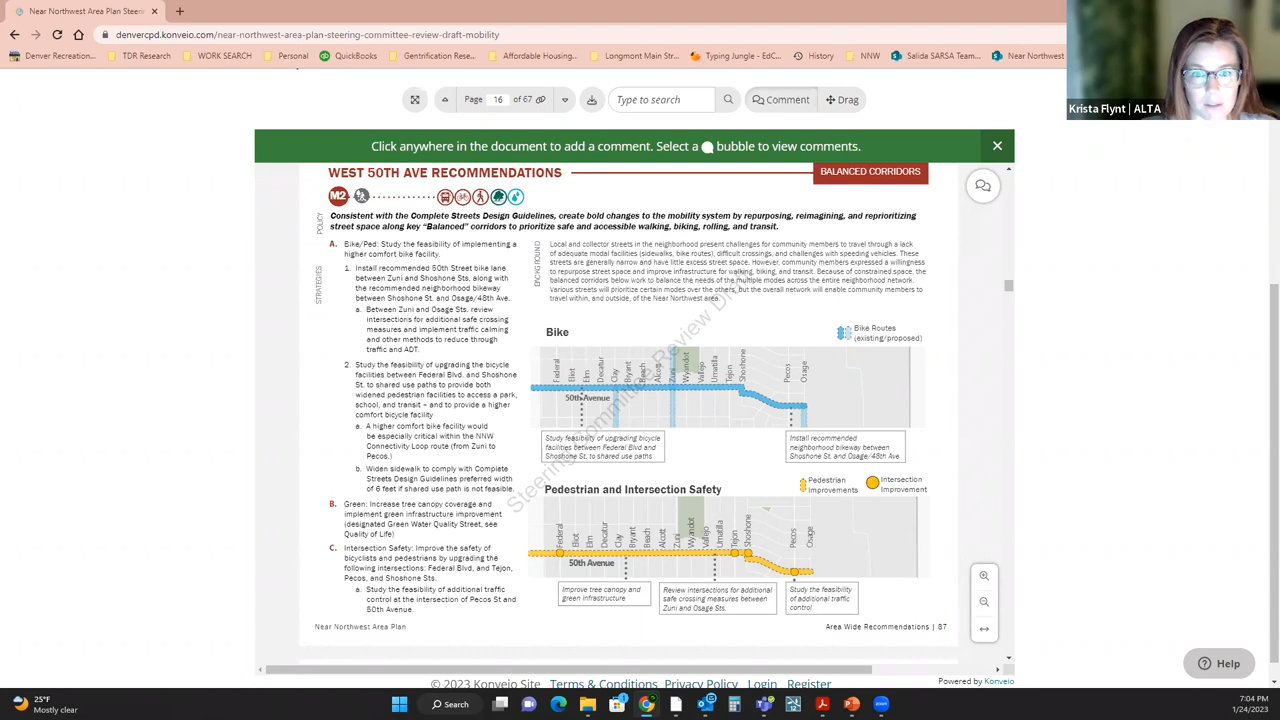 Near Northwest Area Plan Steerin
denvercpd.konveio.com/near-northwest-area-plan-steering-committee-review-draft-mobility
Denver Recreation...
TDR Research
WORK SEARCH
Personal
QuickBooks
Gentrification Rese...
Affordable Housing...
Longmont Main Str...
Typing Jungle - EdC...
History
NNW
Salida SARSA Team...
Near Northwest
Krista Flynt | ALTA
Page 16 of 67
Type to search
Comment
Drag
Click anywhere in the document to add a comment. Select a bubble to view comments.
WEST 50TH AVE RECOMMENDATIONS
BALANCED CORRIDORS
M2
POLICY
Consistent with the Complete Streets Design Guidelines, create bold changes to the mobility system by repurposing, reimagining, and reprioritizing
street space along key "Balanced" corridors to prioritize safe and accessible walking, biking, rolling, and transit.
STRATEGIES
A. Bike/Ped: Study the feasibility of implementing a
higher comfort bike facility.
1. Install recommended 50th Street bike lane
between Zuni and Shoshone Sts, along with
the recommended neighborhood bikeway
between Shoshone St. and Osage/48th Ave.
a. Between Zuni and Osage Sts. review
intersections for additional safe crossing
measures and implement traffic calming
and other methods to reduce through
traffic and ADT.
2. Study the feasibility of upgrading the bicycle
facilities between Federal Blvd. and Shoshone
St. to shared use paths to provide both
widened pedestrian facilities to access a park,
school, and transit – and to provide a higher
comfort bicycle facility
a. A higher comfort bike facility would
be especially critical within the NNW
Connectivity Loop route (from Zuni to
Pecos.)
b. Widen sidewalk to comply with Complete
Streets Design Guidelines preferred width
of 6 feet if shared use path is not feasible.
B. Green: Increase tree canopy coverage and
implement green infrastructure improvement
(designated Green Water Quality Street, see
Quality of Life)
C. Intersection Safety: Improve the safety of
bicyclists and pedestrians by upgrading the
following intersections: Federal Blvd, and Tejon,
Pecos, and Shoshone Sts.
a. Study the feasibility of additional traffic
control at the intersection of Pecos St and
50th Avenue.
BACKGROUND
Local and collector streets in the neighborhood present challenges for community members to travel through a lack
of adequate modal facilities (sidewalks, bike routes), difficult crossings, and challenges with speeding vehicles. These
streets are generally narrow and have little excess street space. However, community members expressed a willingness
to repurpose street space and improve infrastructure for walking, biking, and transit. Because of constrained space, the
balanced corridors below work to balance the needs of the multiple modes across the entire neighborhood network.
Various streets will prioritize certain modes over the others, but the overall network will enable community members to
travel within, and outside, of the Near Northwest area.
Steering Committee Review Draft
Bike
Bike Routes
(existing/proposed)
Federal
Eliot
Elm
Decatur
Clay
Bryant
Beach
Alcott
Zuni
Wyandot
Vallejo
Umatilla
Tejon
Shoshone
Pecos
Osage
50th Avenue
Study feasibility of upgrading bicycle
facilities between Federal Blvd and
Shoshone St. to shared use paths
Install recommended
neighborhood bikeway between
Shoshone St. and Osage/48th Ave
Pedestrian and Intersection Safety
Pedestrian
Improvements
Intersection
Improvement
Federal
Eliot
Elm
Decatur
Clay
Bryant
Beach
Alcott
Zuni
Wyandot
Vallejo
Umatilla
Tejon
Shoshone
Pecos
Osage
50th Avenue
Improve tree canopy and
green infrastructure
Review intersections for additional
safe crossing measures between
Zuni and Osage Sts.
Study the feasibility
of additional traffic
control
Near Northwest Area Plan
Area Wide Recommendations | 87
Help
Powered by Konveio
© 2023 Konveio Site Terms & Conditions Privacy Policy Login Register
25°F
Mostly clear
Search
7:04 PM
1/24/2023